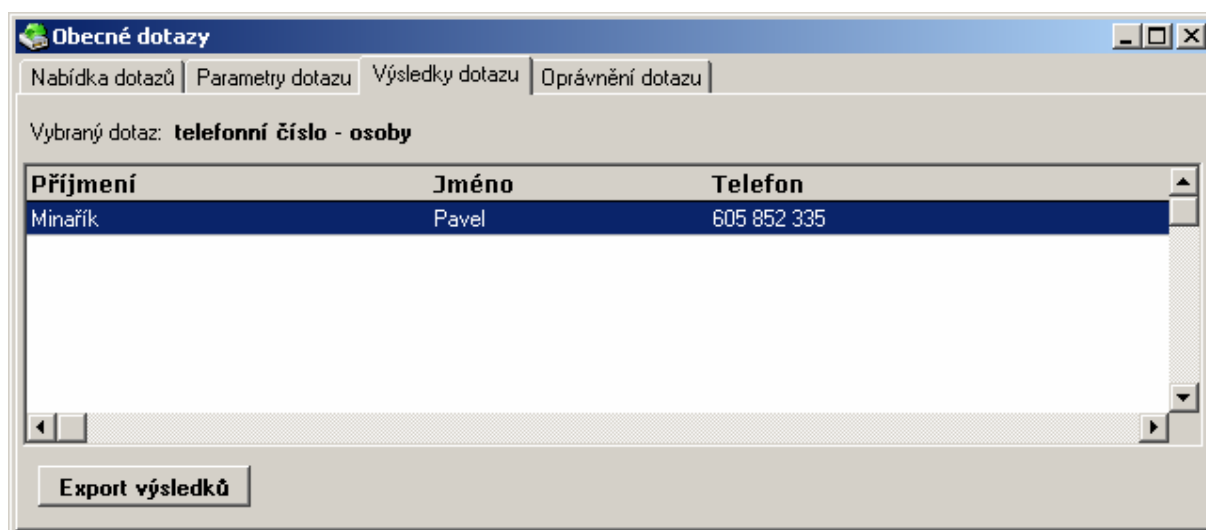 Obecné dotazy
Nabídka dotazů Parametry dotazu Výsledky dotazu Oprávnění dotazu
Vybraný dotaz: telefonní číslo - osoby
Příjmení Jméno Telefon
Minařík Pavel 605 852 335
Export výsledků